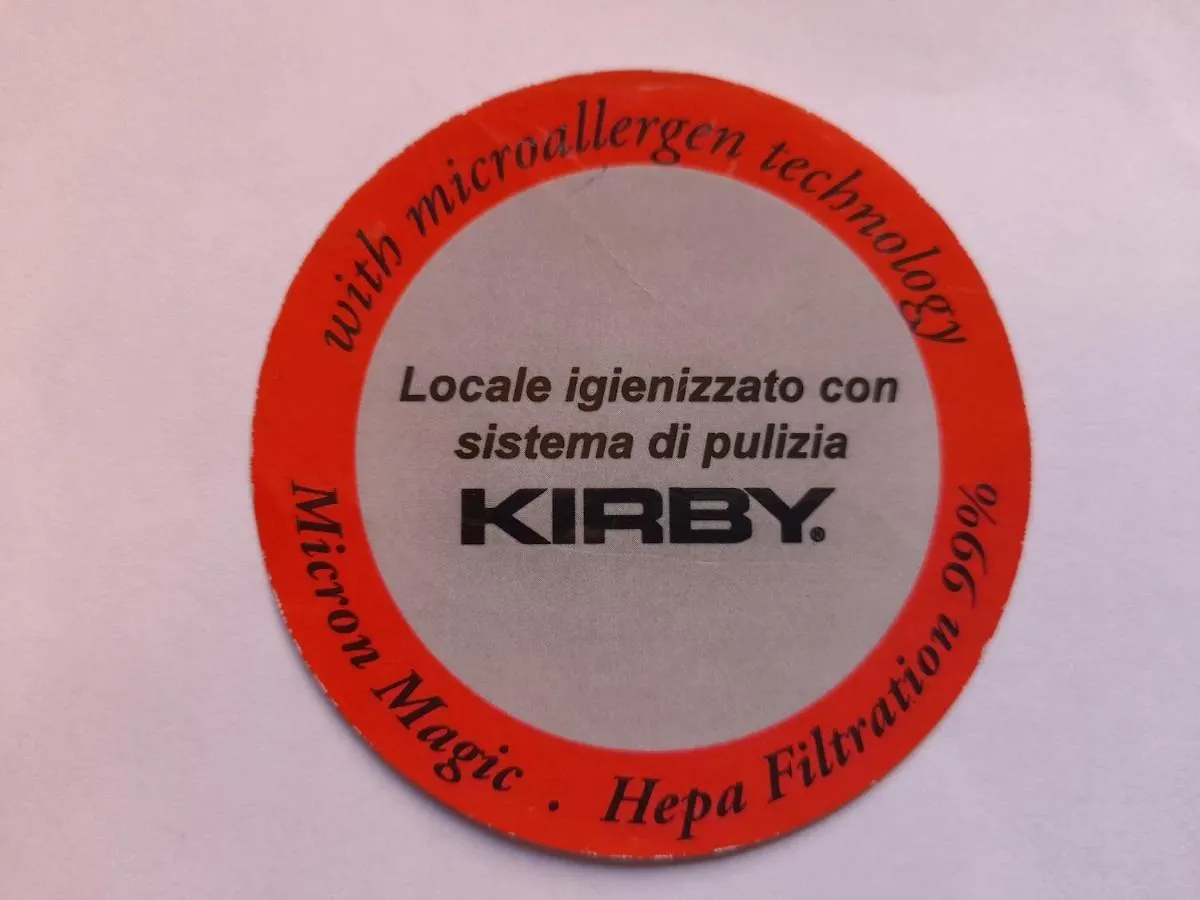 with microallergen technology
Locale igienizzato con
sistema di pulizia
KIRBY®
Micron Magic . Hepa Filtration 99%